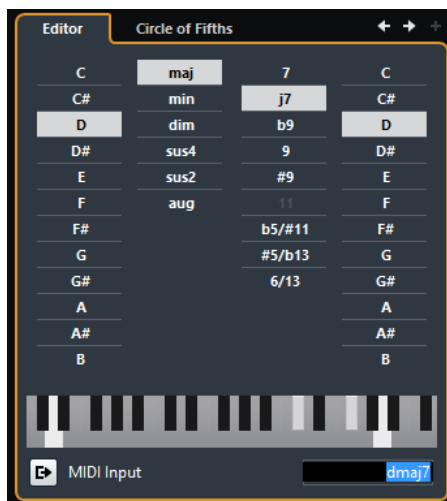 Editor Circle of Fifths
C maj 7 C
C# min j7 C#
D dim b9 D
D# sus4 9 D#
E sus2 #9 E
F aug 11 F
F# b5/#11 F#
G #5/b13 G
G# 6/13 G#
A A
A# A#
B B
MIDI Input dmaj7